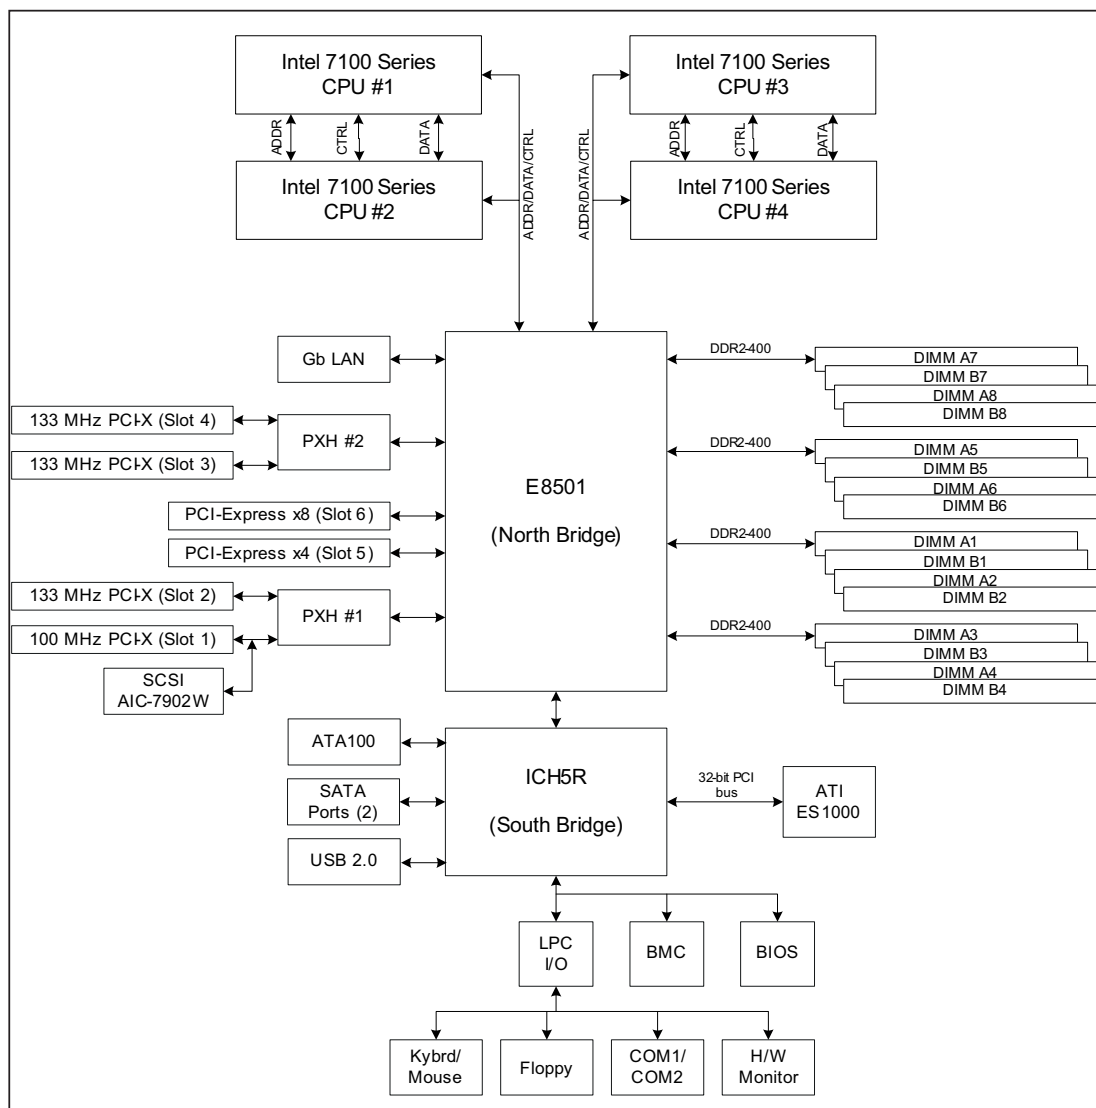 Intel 7100 Series
CPU #1
ADDR
CTRL
DATA
Intel 7100 Series
CPU #2
ADDR/DATA/CTRL
Intel 7100 Series
CPU #3
ADDR
CTRL
DATA
Intel 7100 Series
CPU #4
ADDR/DATA/CTRL
Gb LAN
133 MHz PCI-X (Slot 4)
133 MHz PCI-X (Slot 3)
PXH #2
PCI-Express x8 (Slot 6)
PCI-Express x4 (Slot 5)
133 MHz PCI-X (Slot 2)
100 MHz PCI-X (Slot 1)
PXH #1
SCSI
AIC-7902W
E8501
(North Bridge)
DDR2-400
DIMM A7
DIMM B7
DIMM A8
DIMM B8
DDR2-400
DIMM A5
DIMM B5
DIMM A6
DIMM B6
DDR2-400
DIMM A1
DIMM B1
DIMM A2
DIMM B2
DDR2-400
DIMM A3
DIMM B3
DIMM A4
DIMM B4
ATA100
SATA
Ports (2)
USB 2.0
ICH5R
(South Bridge)
32-bit PCI
bus
ATI
ES1000
LPC
I/O
BMC
BIOS
Kybrd/
Mouse
Floppy
COM1/
COM2
H/W
Monitor